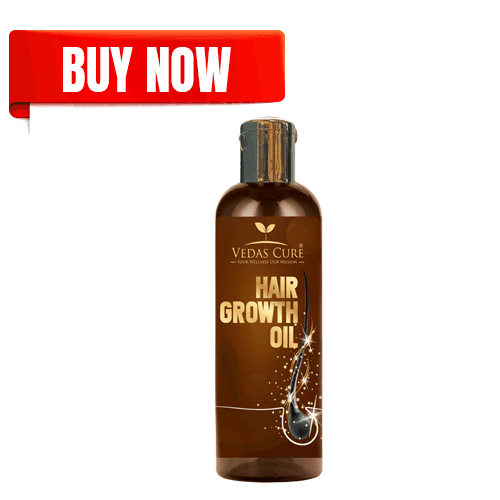 BUY NOW
VEDAS CURE®
YOUR WELLNESS OUR MISSION
HAIR
GROWTH
OIL